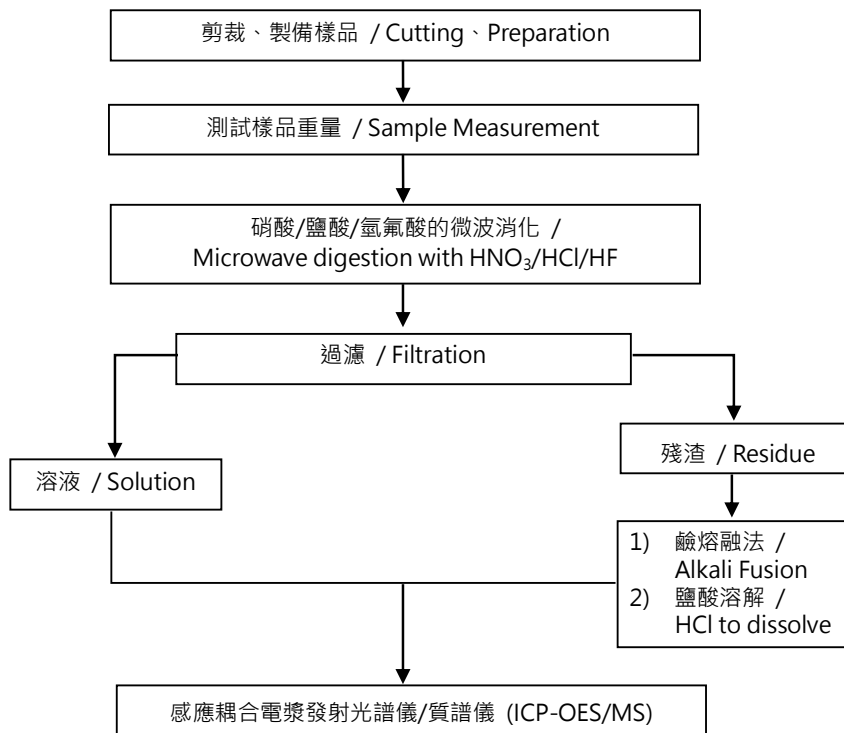 剪裁、製備樣品 / Cutting、Preparation
測試樣品重量 / Sample Measurement
硝酸/鹽酸/氫氟酸的微波消化 /
Microwave digestion with HNO₃/HCl/HF
過濾 / Filtration
溶液 / Solution
殘渣 / Residue
1) 鹼熔融法 /
Alkali Fusion
2) 鹽酸溶解 /
HCl to dissolve
感應耦合電漿發射光譜儀/質譜儀 (ICP-OES/MS)